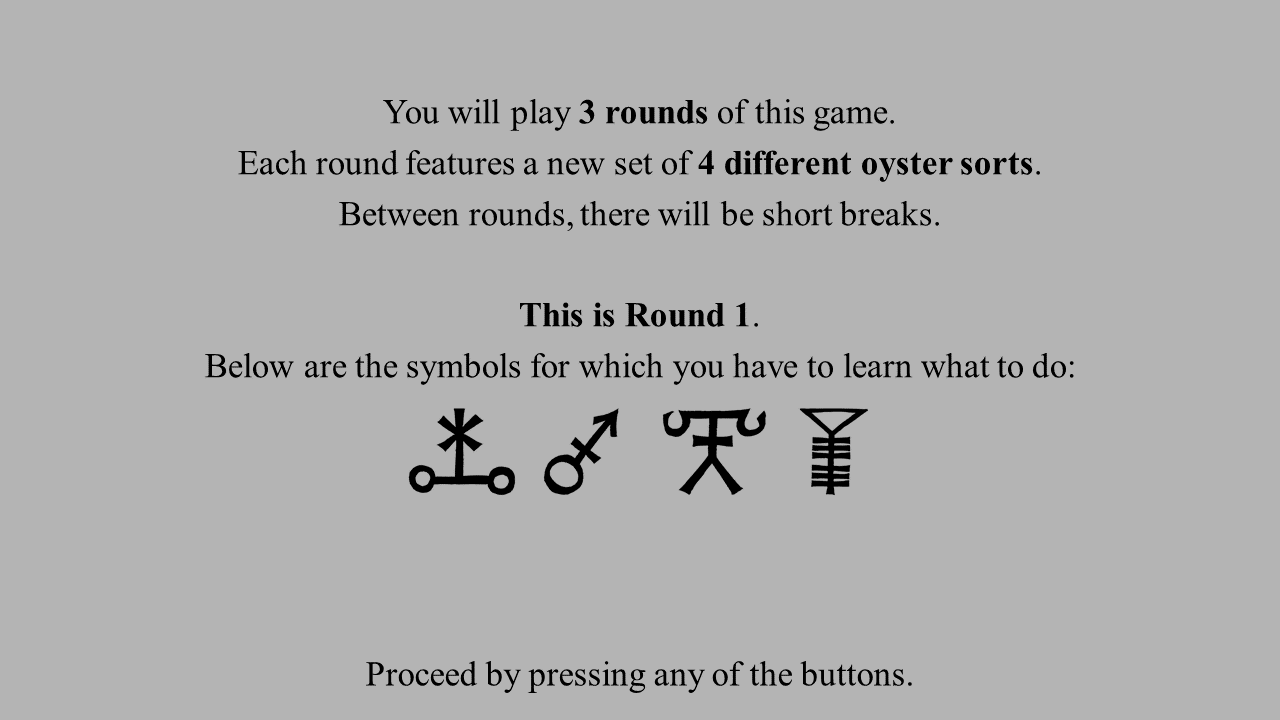 You will play 3 rounds of this game.
Each round features a new set of 4 different oyster sorts.
Between rounds, there will be short breaks.
This is Round 1.
Below are the symbols for which you have to learn what to do:
Proceed by pressing any of the buttons.